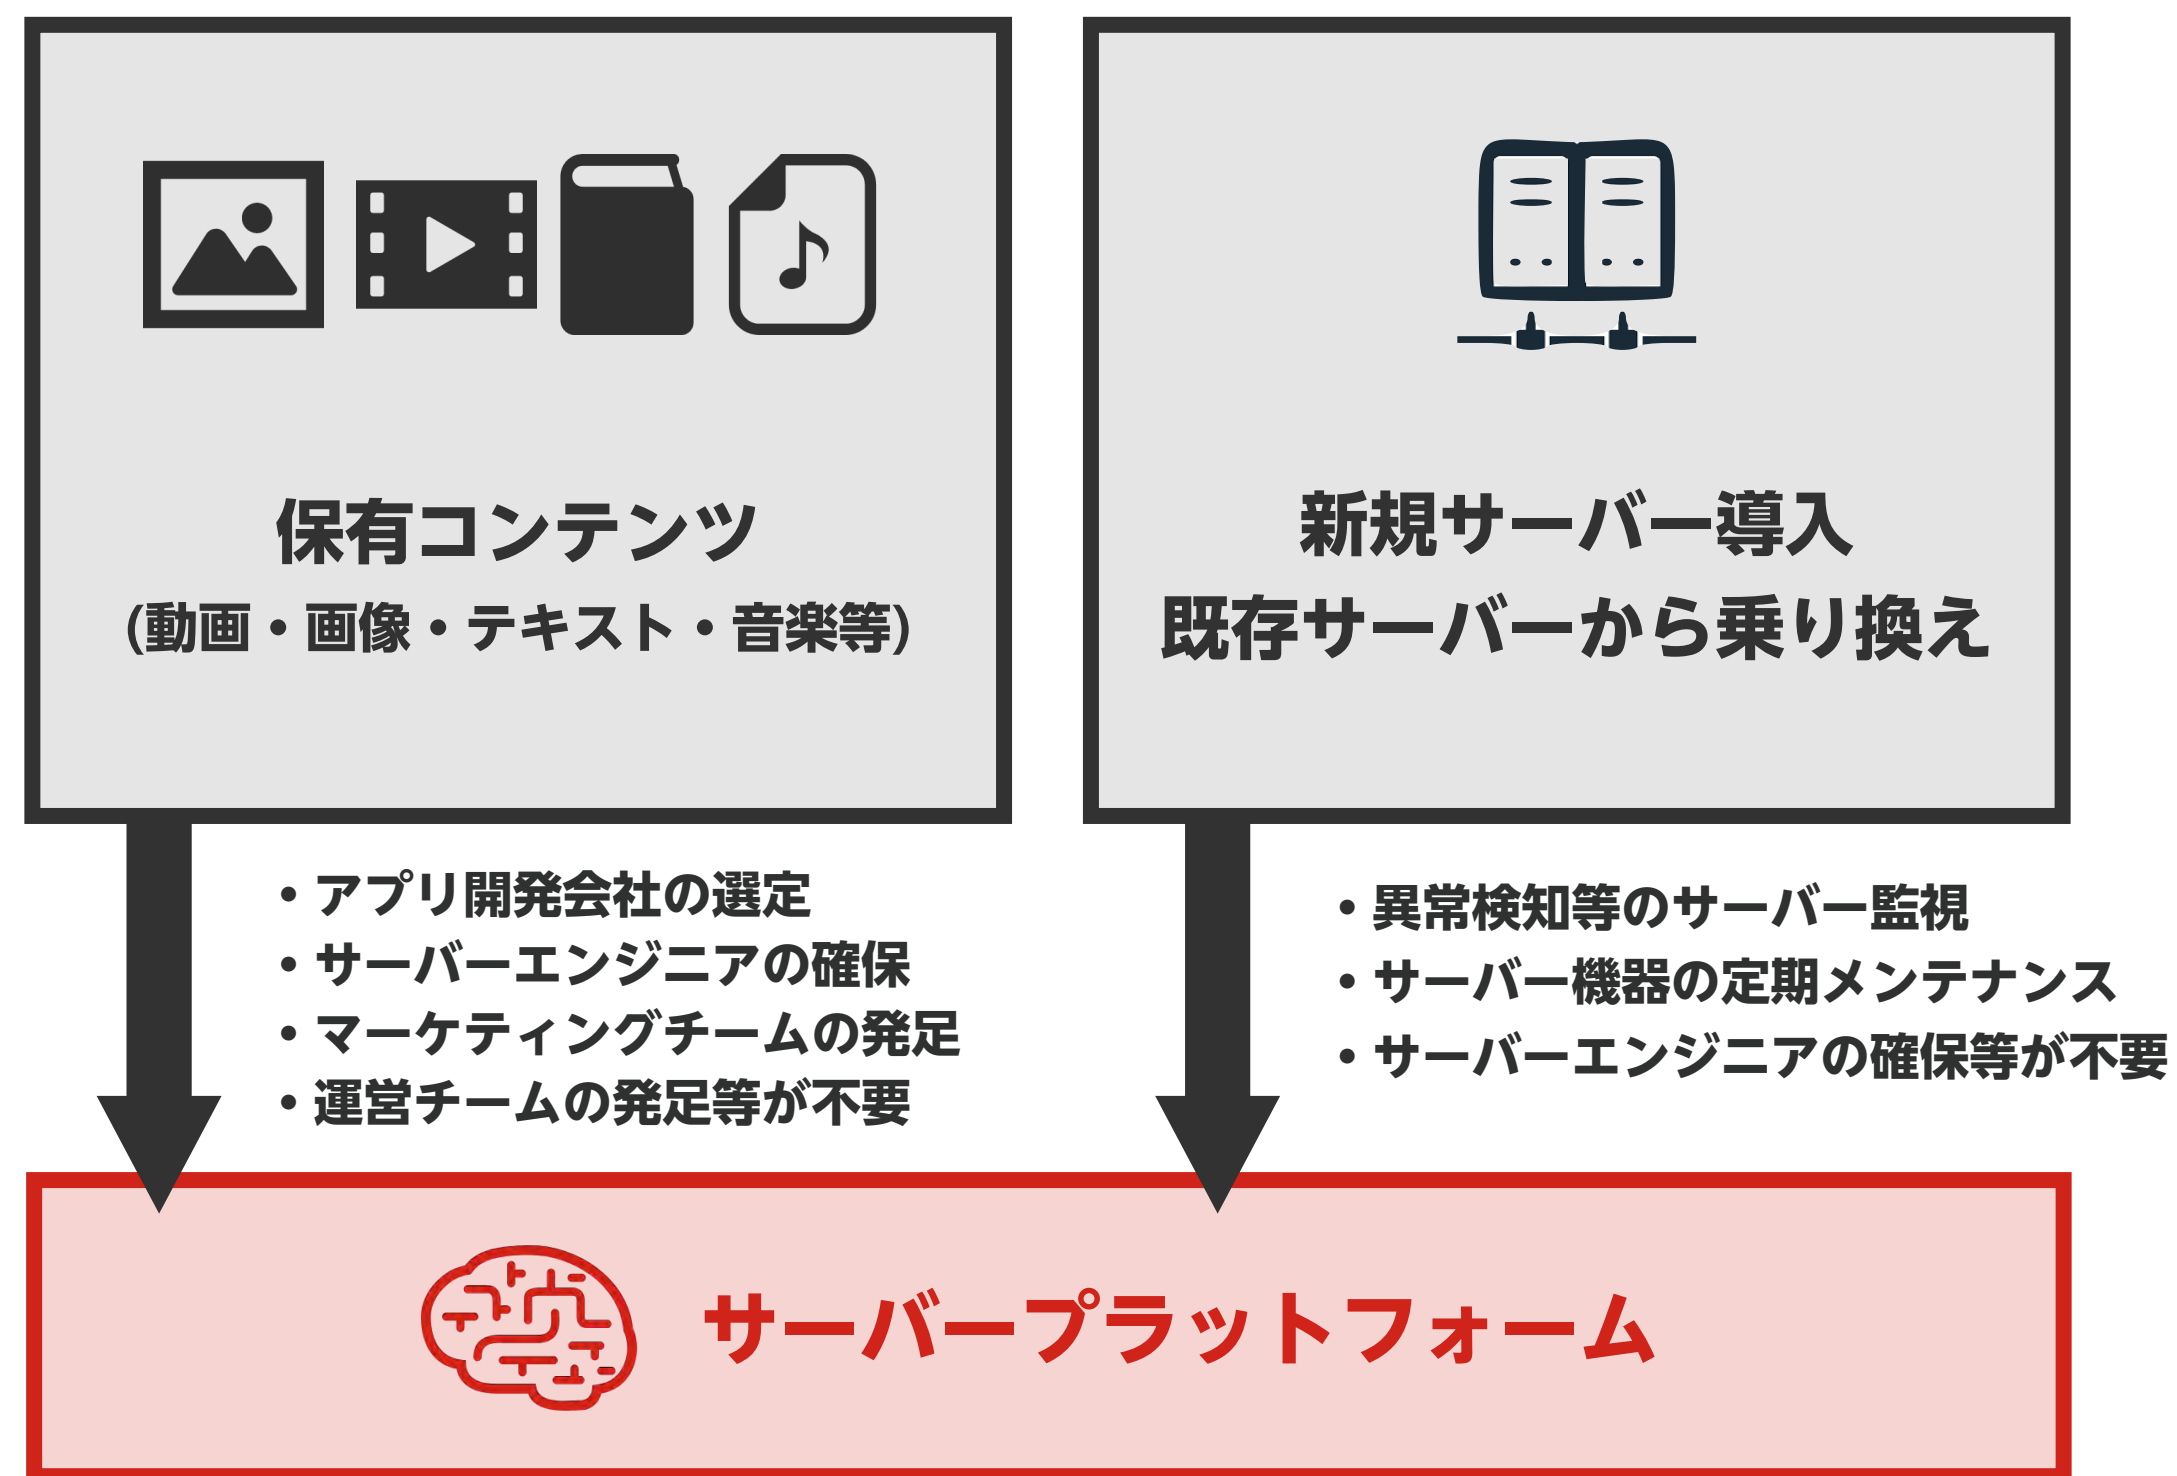 保有コンテンツ
(動画・画像・テキスト・音楽等)
新規サーバー導入
既存サーバーから乗り換え
・アプリ開発会社の選定
・サーバーエンジニアの確保
・マーケティングチームの発足
・運営チームの発足等が不要
・異常検知等のサーバー監視
・サーバー機器の定期メンテナンス
・サーバーエンジニアの確保等が不要
サーバープラットフォーム